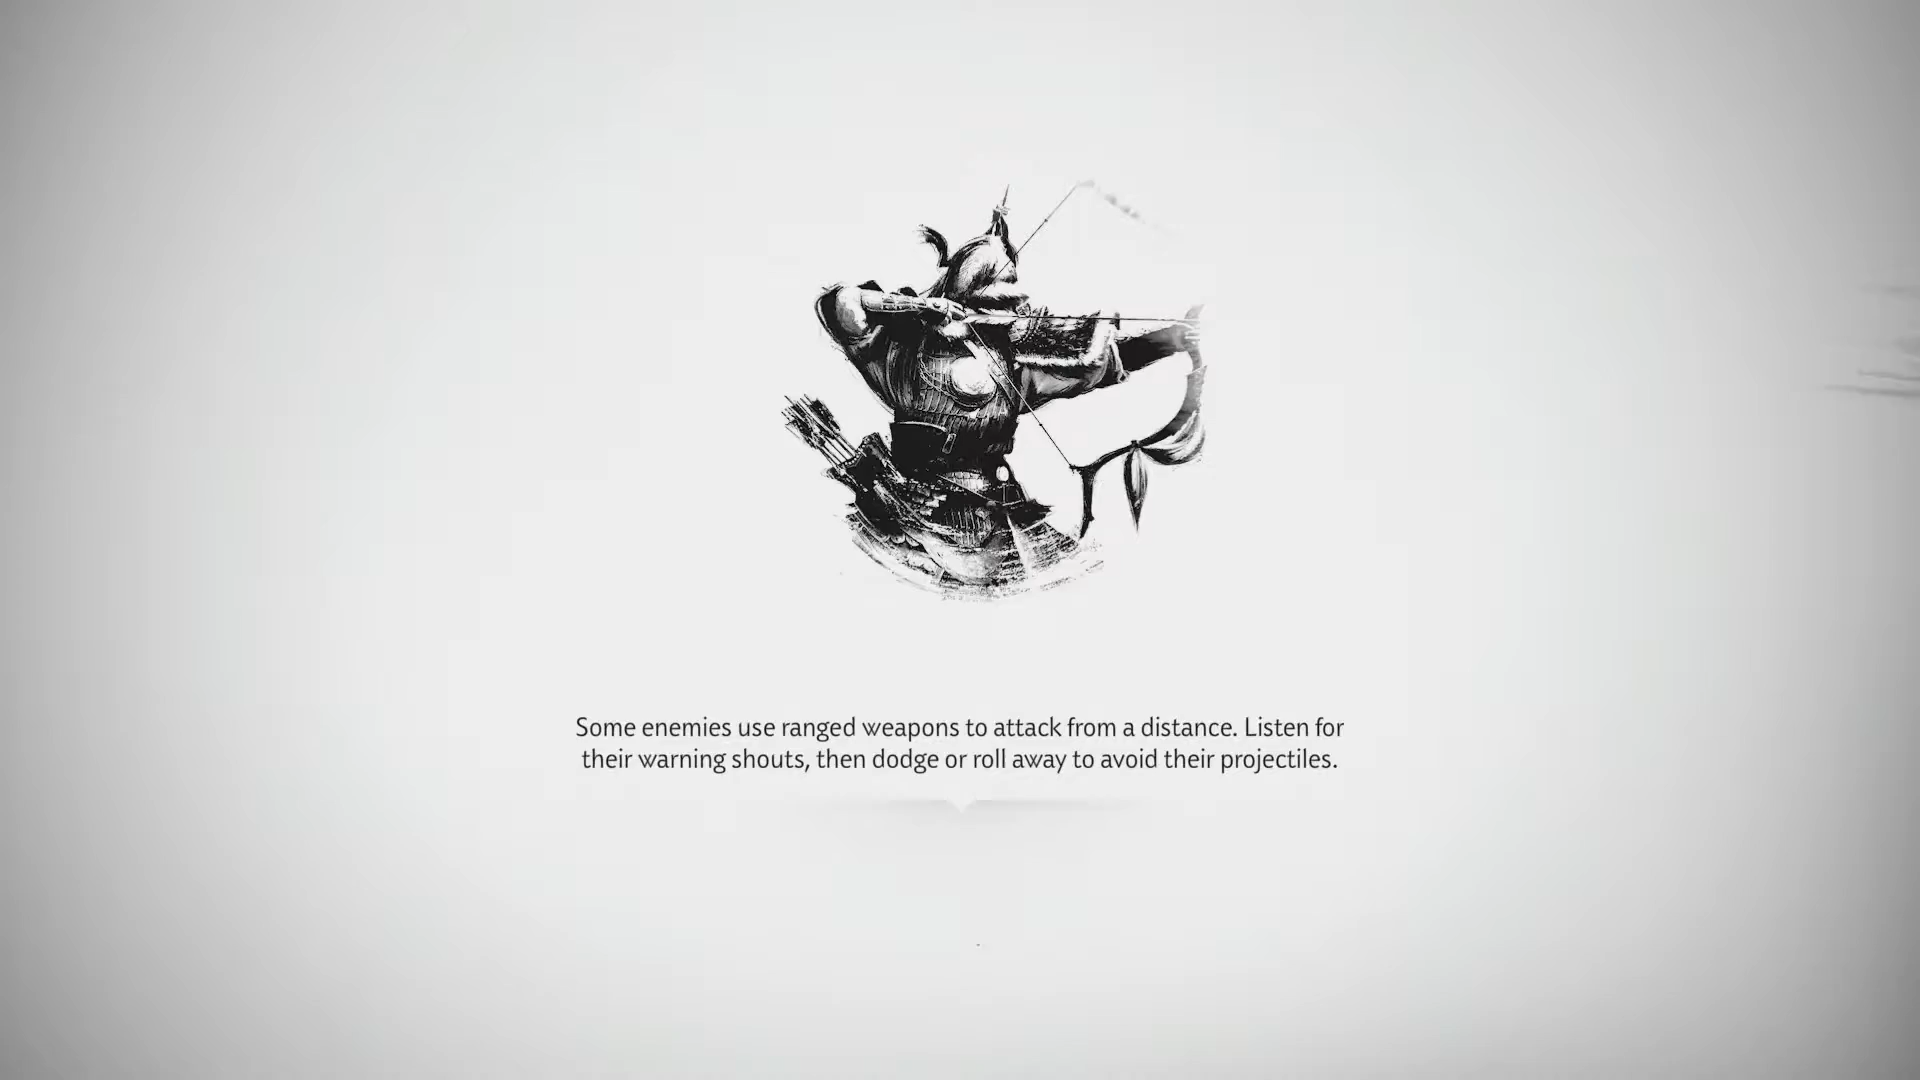 Some enemies use ranged weapons to attack from a distance. Listen for
their warning shouts, then dodge or roll away to avoid their projectiles.